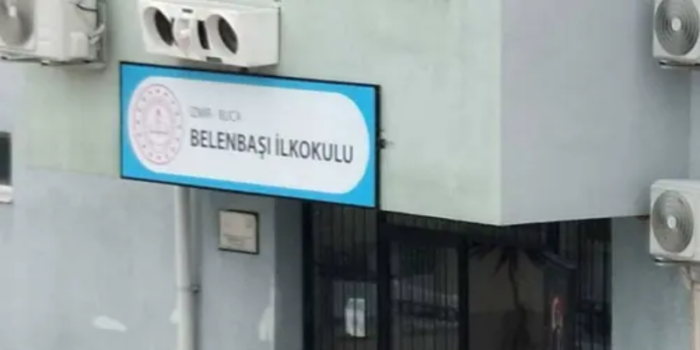 İZMİR - BUCA
BELENBAŞI İLKOKULU